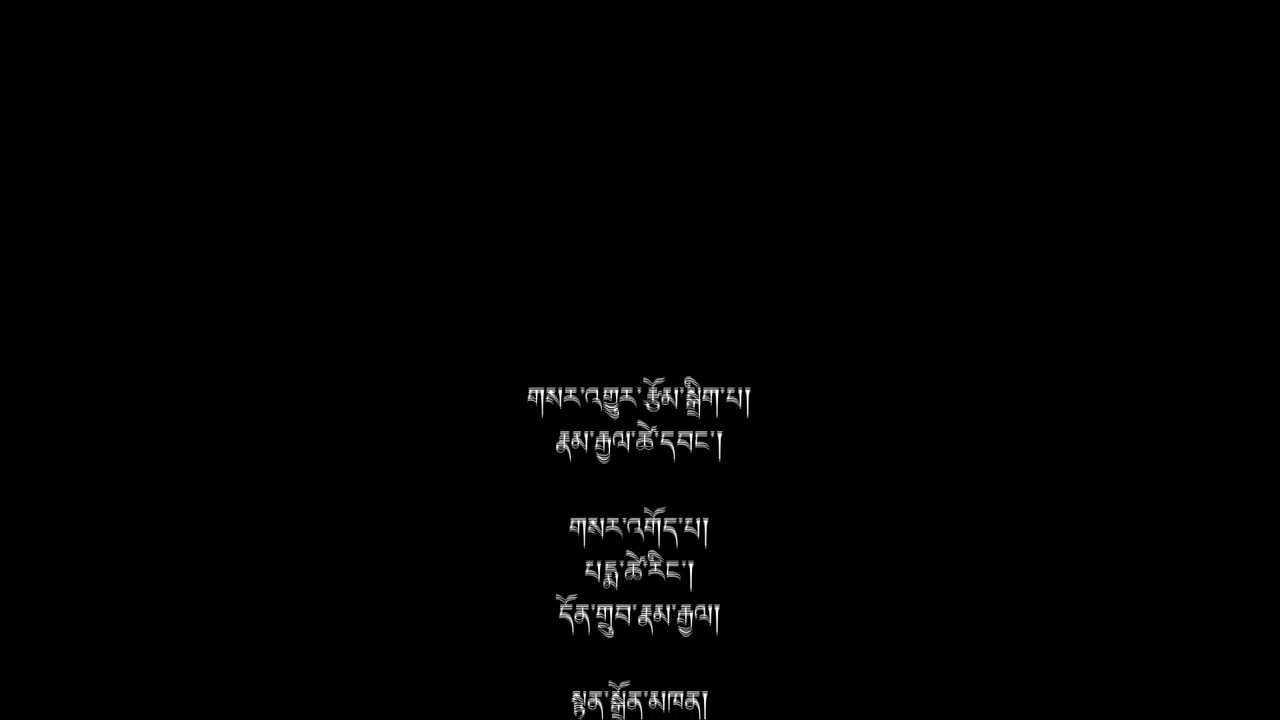 གསར་འགྱུར་རྩོམ་སྒྲིག་པ།
རྣམ་རྒྱལ་ཚེ་དབང་།
གསར་འགོད་པ།
པདྨ་ཚེ་རིང་།
དོན་གྲུབ་རྣམ་རྒྱལ།
སྙན་སྒྲོན་མཁན།